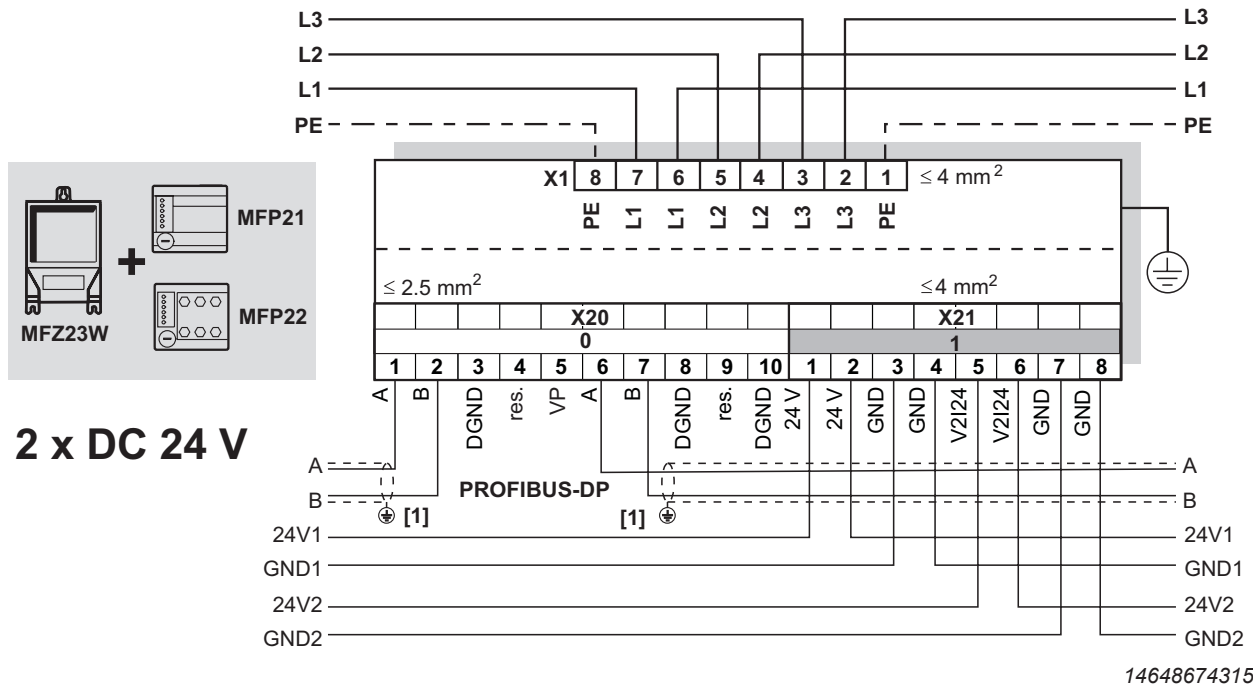 L3 L3
L2 L2
L1 L1
PE PE
X1 8 7 6 5 4 3 2 1 ≤ 4 mm²
PE L1 L1 L2 L2 L3 L3 PE
MFP21
MFP22
MFZ23W
+
2 x DC 24 V
≤ 2.5 mm² ≤4 mm²
X20 X21
0 1
1 2 3 4 5 6 7 8 9 10 1 2 3 4 5 6 7 8
A B DGND res. VP A B DGND res. DGND 24 V 24 V GND GND V2I24 V2I24 GND GND
A A
PROFIBUS-DP
B B
[1] [1]
24V1 24V1
GND1 GND1
24V2 24V2
GND2 GND2
14648674315